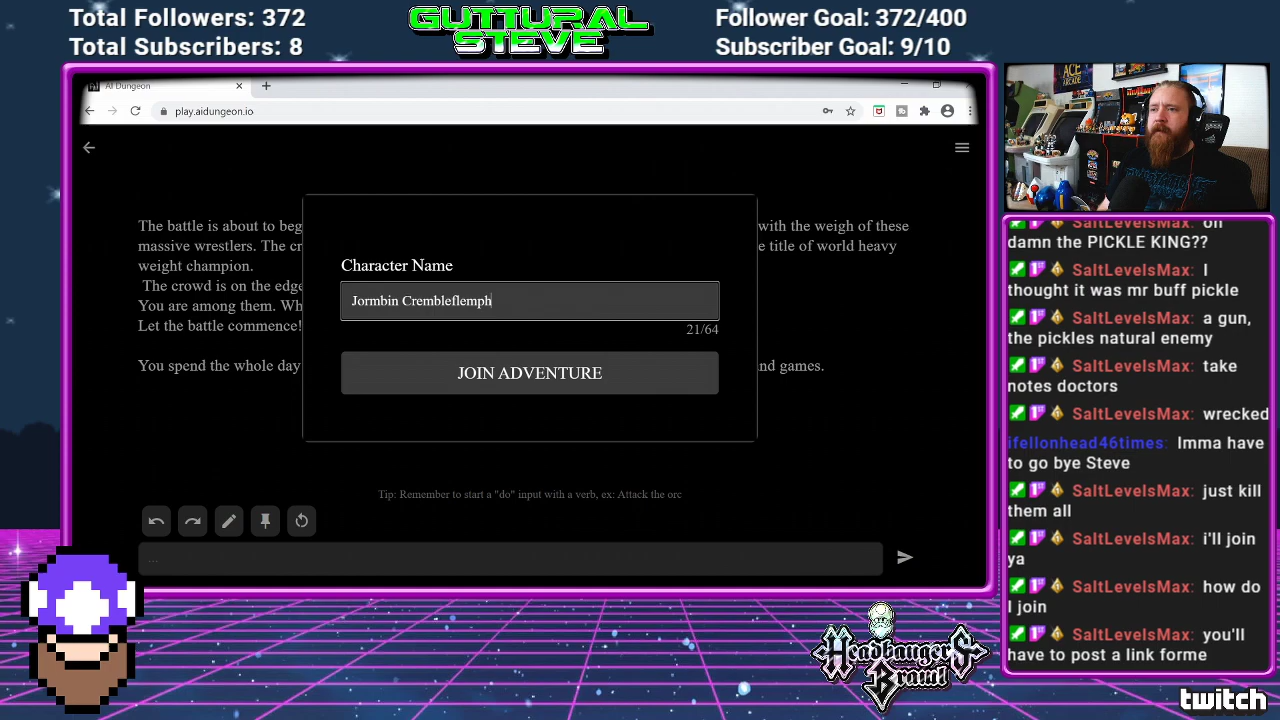 Total Followers: 372
Total Subscribers: 8
GUTTURAL
STEVE
Follower Goal: 372/400
Subscriber Goal: 9/10
AI Dungeon
play.aidungeon.io
The battle is about to beg
with the weigh of these
massive wrestlers. The cr
e title of world heavy
weight champion.
The crowd is on the edge
You are among them. Wh
Let the battle commence!
You spend the whole day
nd games.
Character Name
Jormbin Crembleflemph
21/64
JOIN ADVENTURE
Tip: Remember to start a "do" input with a verb, ex: Attack the orc
...
ACE
ARCADE
SaltLevelsMax: oh
damn the PICKLE KING??
SaltLevelsMax: I
thought it was mr buff pickle
SaltLevelsMax: a gun,
the pickles natural enemy
SaltLevelsMax: take
notes doctors
SaltLevelsMax: wrecked
ifellonhead46times: Imma have
to go bye Steve
SaltLevelsMax: just kill
them all
SaltLevelsMax: i'll join
ya
SaltLevelsMax: how do
I join
SaltLevelsMax: you'll
have to post a link forme
Headbangers
Brawl
twitch